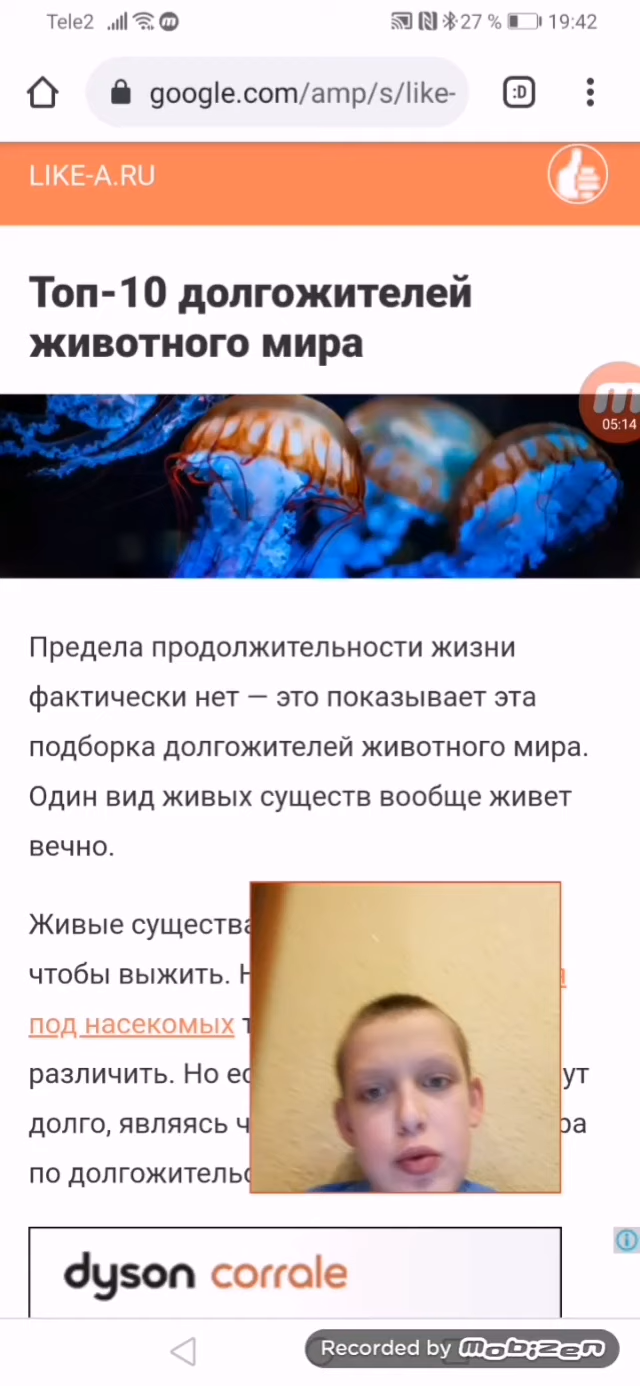 Tele2 27 % 19:42
google.com/amp/s/like-
:D
LIKE-A.RU
Топ-10 долгожителей
животного мира
05:14
Предела продолжительности жизни
фактически нет — это показывает эта
подборка долгожителей животного мира.
Один вид живых существ вообще живет
вечно.
Живые существа
чтобы выжить. Н
под насекомых т
различить. Но ес ут
долго, являясь ч ра
по долгожительс
dyson corrale
Recorded by mobizen